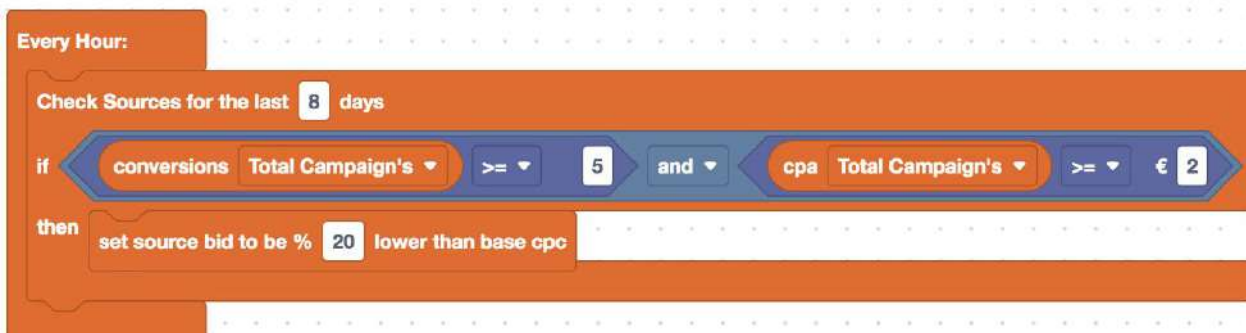 Every Hour:
Check Sources for the last 8 days
if conversions Total Campaign's >= 5 and cpa Total Campaign's >= € 2
then set source bid to be % 20 lower than base cpc